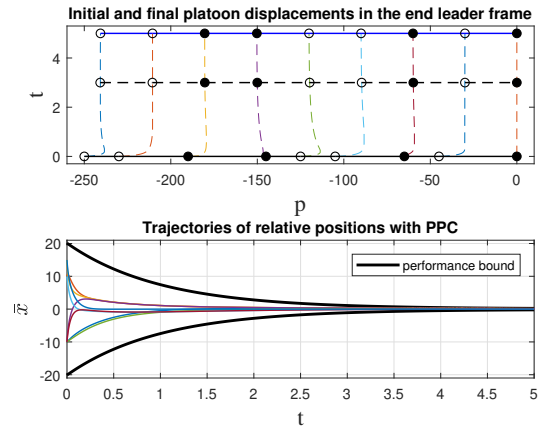 Initial and final platoon displacements in the end leader frame
4
2
0
t
-250 -200 -150 -100 -50 0
p
Trajectories of relative positions with PPC
20
10
0
-10
-20
x̄
performance bound
0 0.5 1 1.5 2 2.5 3 3.5 4 4.5 5
t